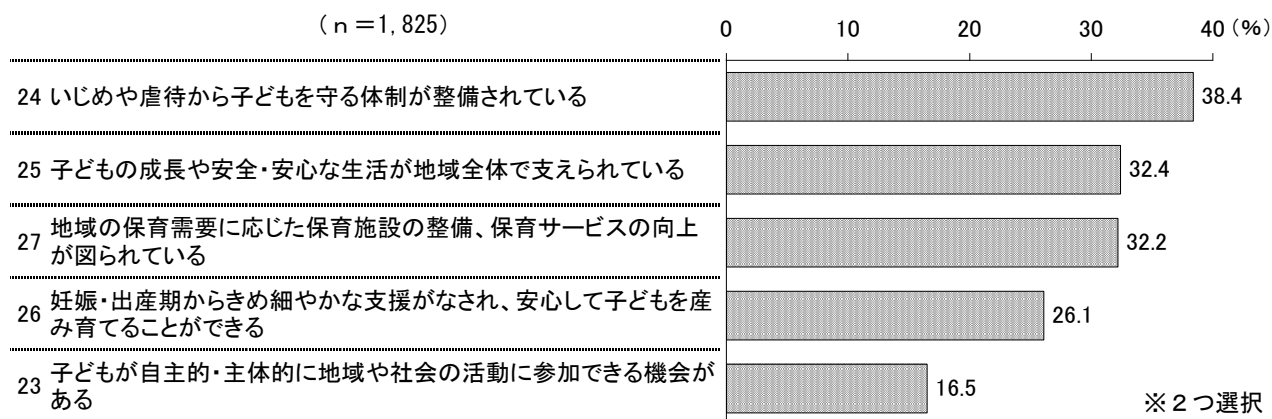 (n=1,825)
0 10 20 30 40 (%)
24 いじめや虐待から子どもを守る体制が整備されている 38.4
25 子どもの成長や安全・安心な生活が地域全体で支えられている 32.4
27 地域の保育需要に応じた保育施設の整備、保育サービスの向上
が図られている 32.2
26 妊娠・出産期からきめ細やかな支援がなされ、安心して子どもを産
み育てることができる 26.1
23 子どもが自主的・主体的に地域や社会の活動に参加できる機会が
ある 16.5
※2つ選択